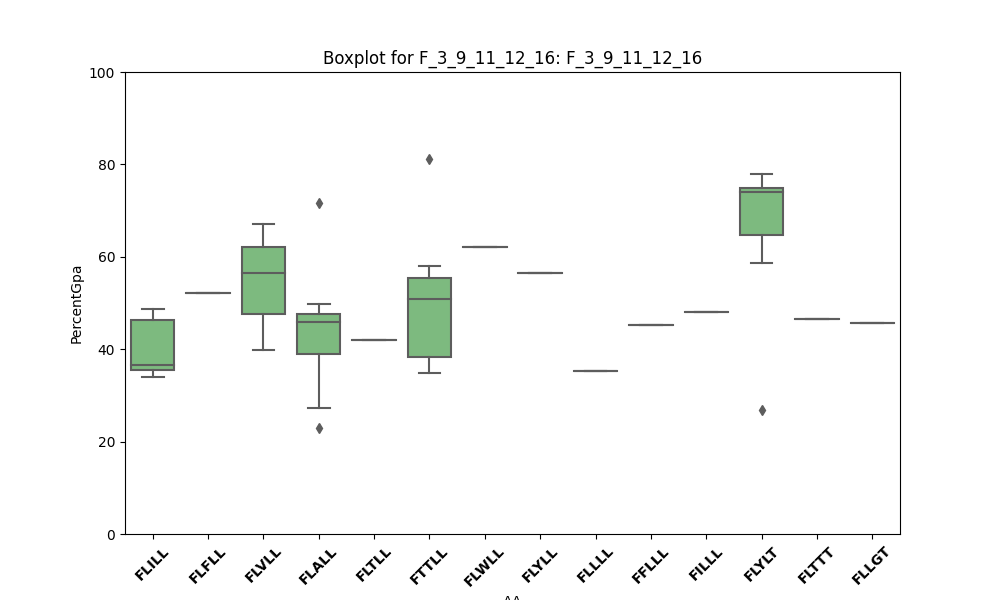 Boxplot for F_3_9_11_12_16: F_3_9_11_12_16
100
80
60
40
20
0
PercentGpa
FLILL
FLFLL
FLVLL
FLALL
FLTLL
FTTLL
FLWLL
FLYLL
FLLLL
FFLLL
FILLL
FLYLT
FLTTT
FLLGT
AA